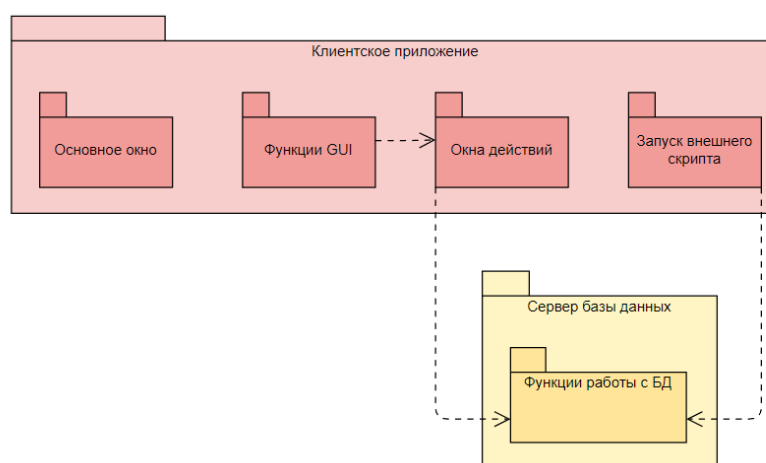 Клиентское приложение
Основное окно
Функции GUI
Окна действий
Запуск внешнего
скрипта
Сервер базы данных
Функции работы с БД